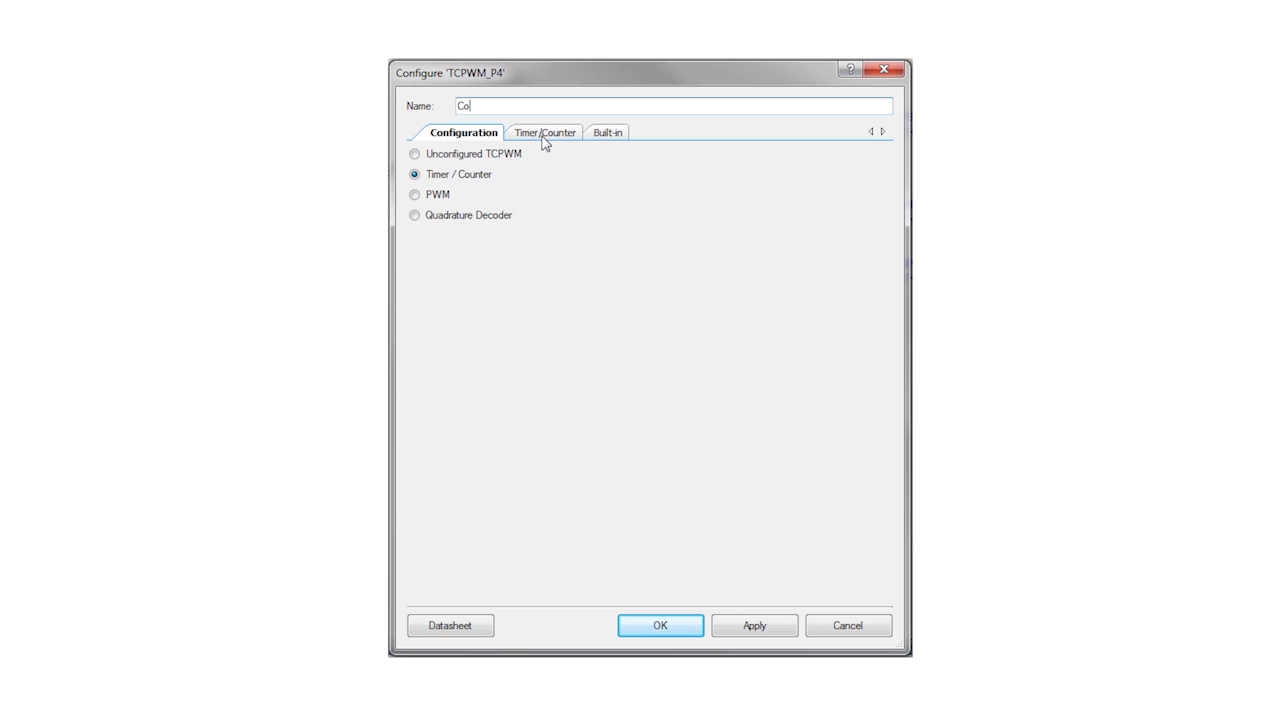 Configure 'TCPWM_P4'
?
Name: Co
Configuration Timer/Counter Built-in
Unconfigured TCPWM
Timer / Counter
PWM
Quadrature Decoder
Datasheet OK Apply Cancel